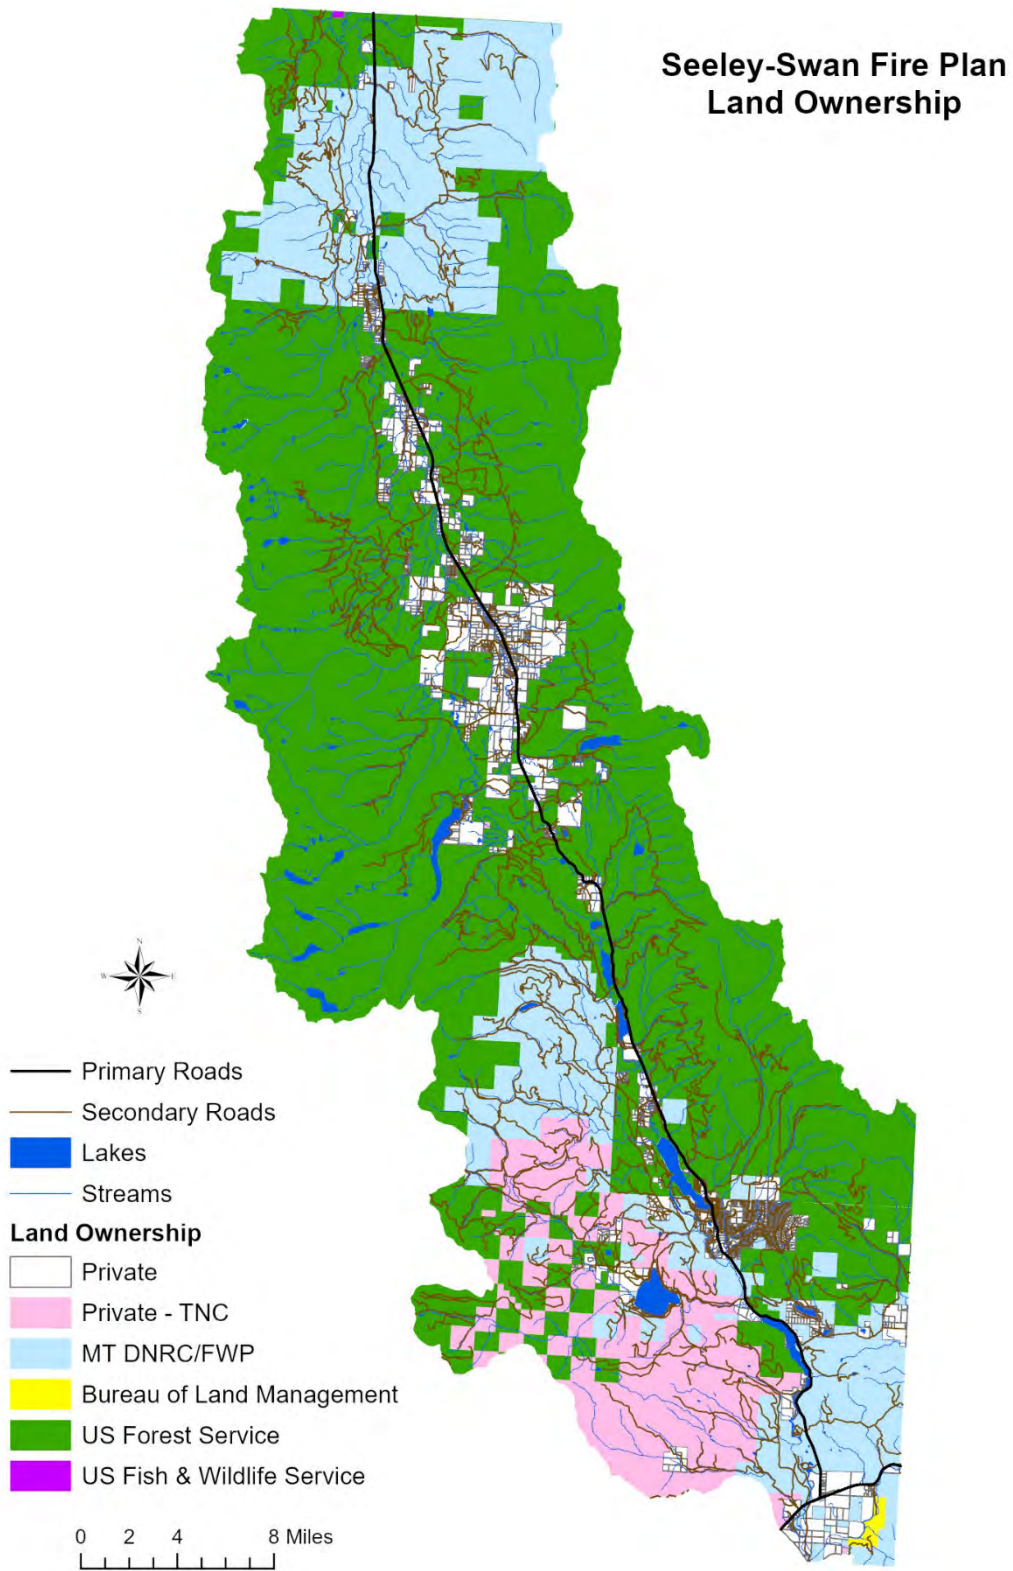 Seeley-Swan Fire Plan
Land Ownership
N
W
E
S
Primary Roads
Secondary Roads
Lakes
Streams
Land Ownership
Private
Private - TNC
MT DNRC/FWP
Bureau of Land Management
US Forest Service
US Fish & Wildlife Service
0 2 4 8 Miles